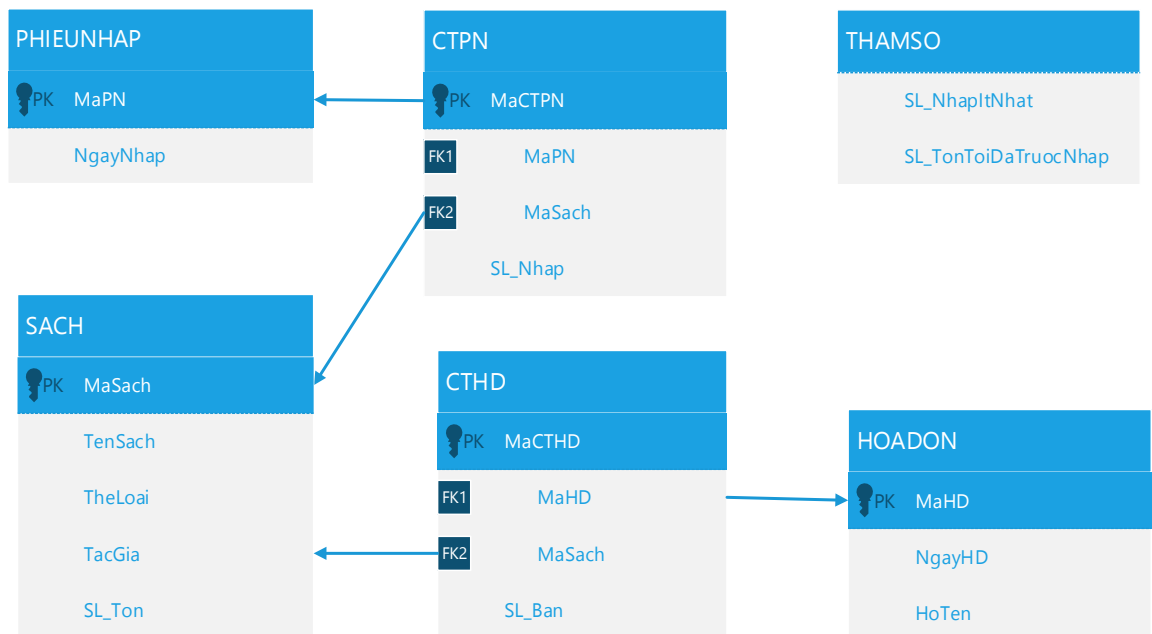 PHIEUNHAP
PK MaPN
NgayNhap
CTPN
PK MaCTPN
FK1 MaPN
FK2 MaSach
SL_Nhap
THAMSO
SL_NhapItNhat
SL_TonToiDaTruocNhap
SACH
PK MaSach
TenSach
TheLoai
TacGia
SL_Ton
CTHD
PK MaCTHD
FK1 MaHD
FK2 MaSach
SL_Ban
HOADON
PK MaHD
NgayHD
HoTen